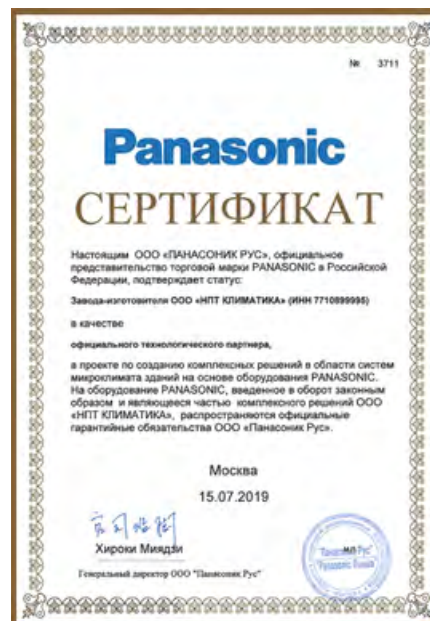 № 3711
Panasonic
СЕРТИФИКАТ
Настоящим ООО «ПАНАСОНИК РУС», официальное
представительство торговой марки PANASONIC в Российской
Федерации, подтверждает статус:
Завода-изготовителя ООО «НПТ КЛИМАТИКА» (ИНН 7710899995)
в качестве
официального технологического партнера,
в проекте по созданию комплексных решений в области систем
микроклимата зданий на основе оборудования PANASONIC.
На оборудование PANASONIC, введенное в оборот законным
образом и являющееся частью комплексного решений ООО
«НПТ КЛИМАТИКА», распространяются официальные
гарантийные обязательства ООО «Панасоник Рус».
Москва
15.07.2019
Хироки Миядзи
МП
Генеральный директор ООО "Панасоник Рус"